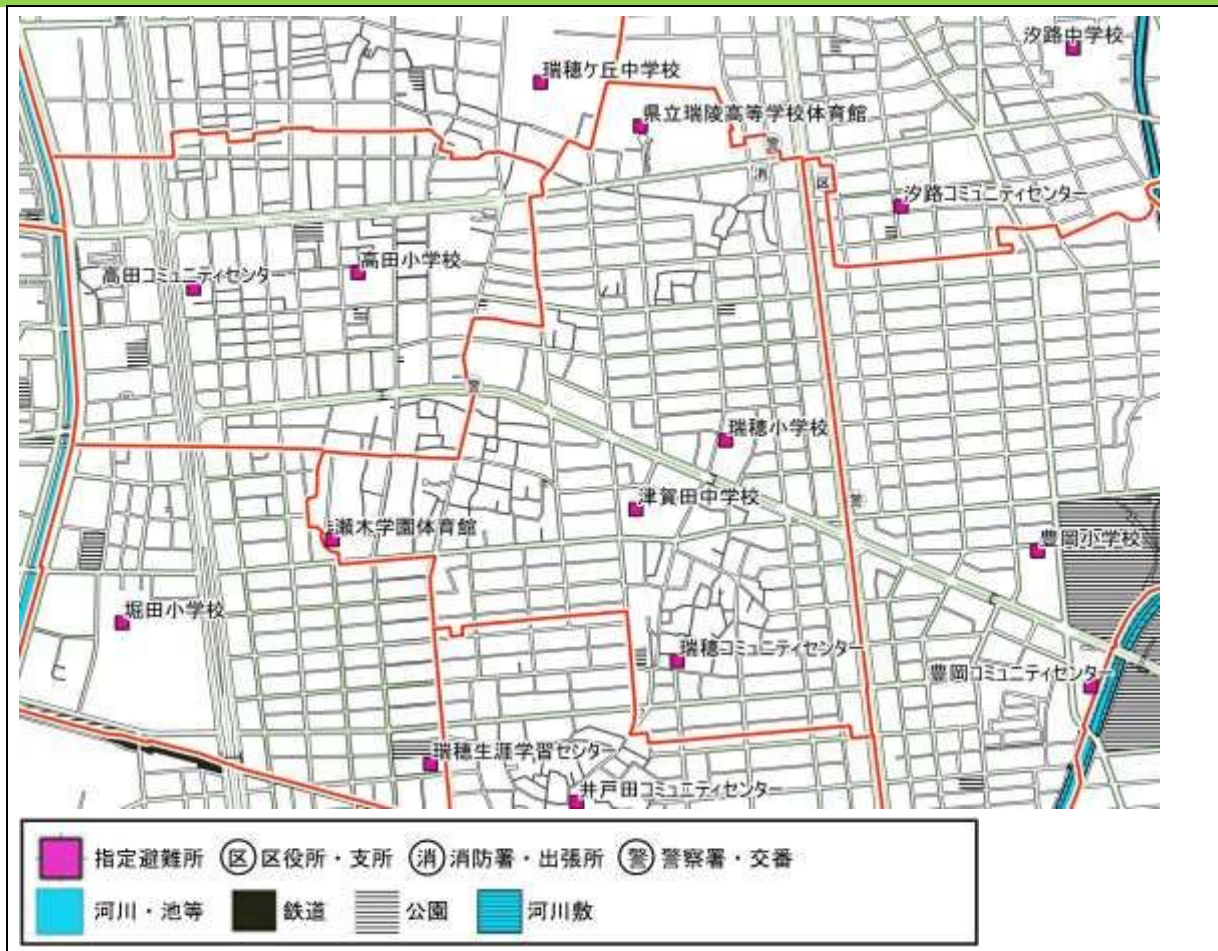 汐路中学校
瑞穂ケ丘中学校
県立瑞陵高等学校体育館
警
消
区
汐路コミュニティセンター
高田小学校
高田コミュニティセンター
警
瑞穂小学校
津賀田中学校
警
瀬木学園体育館
豊岡小学校
堀田小学校
瑞穂コミュニティセンター
豊岡コミュニティセンター
瑞穂生涯学習センター
井戸田コミュニティセンター
指定避難所 区 区役所・支所 消 消防署・出張所 警 警察署・交番
河川・池等 鉄道 公園 河川敷